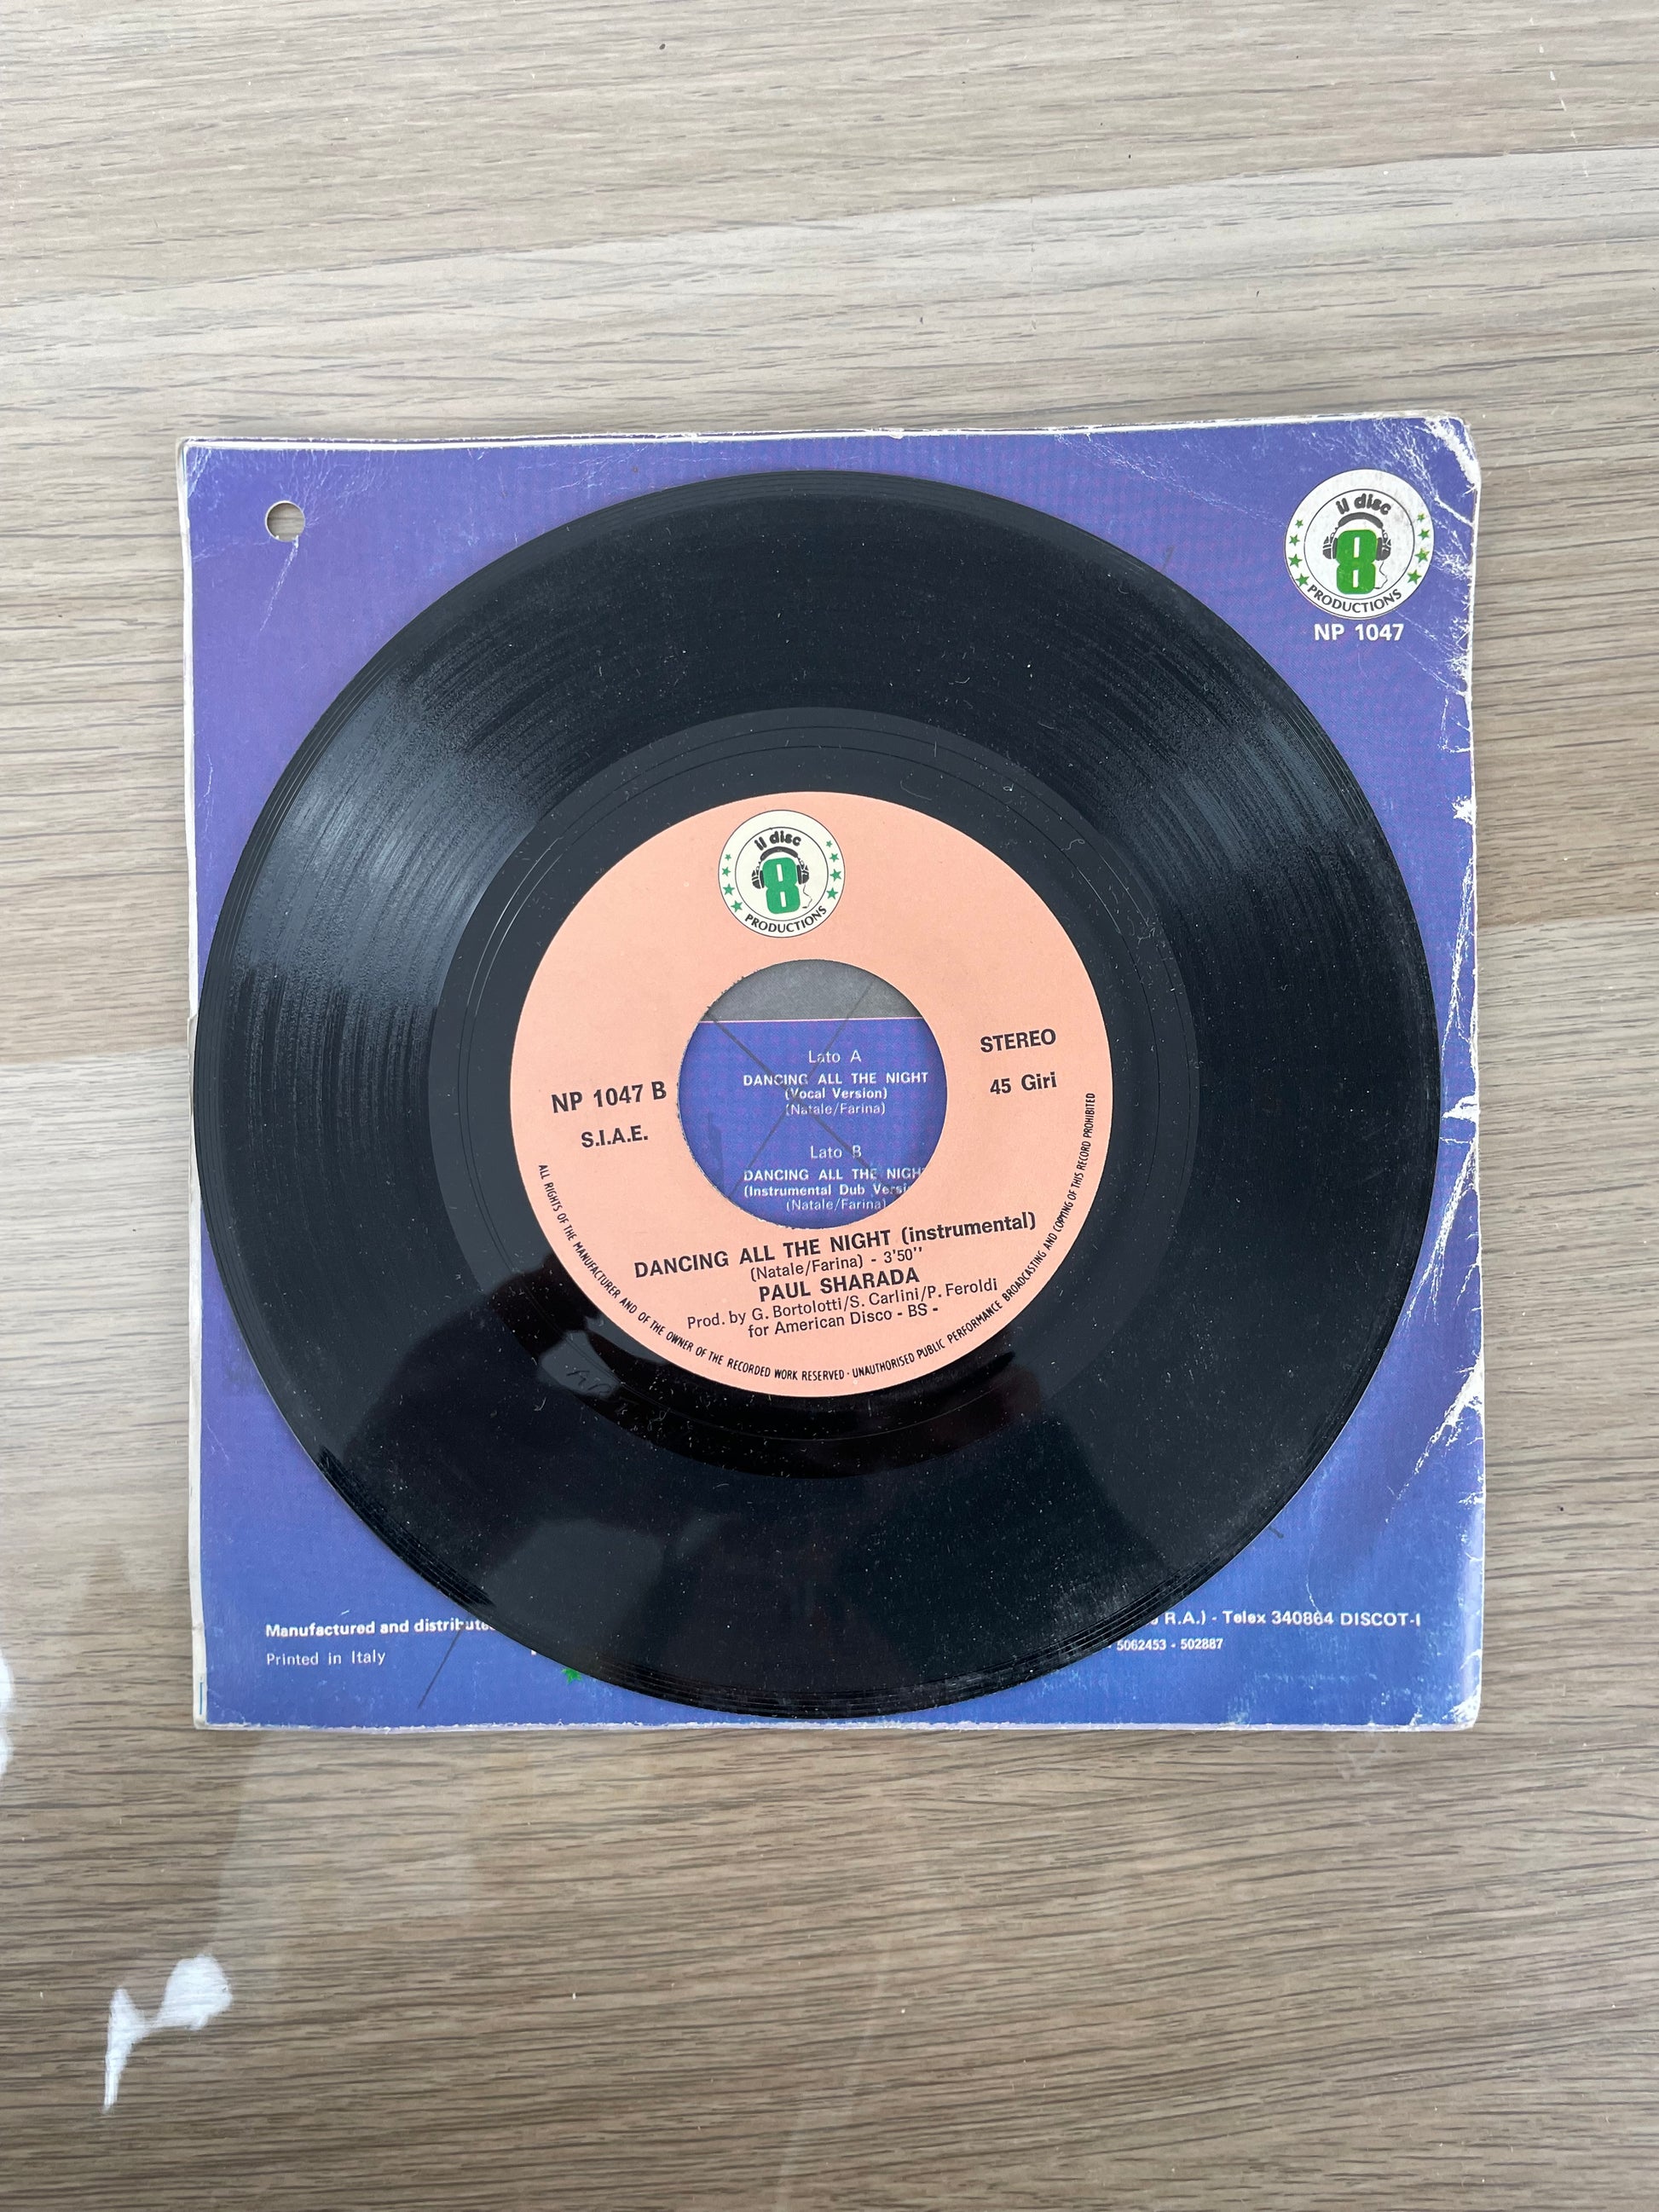 il disc
8
PRODUCTIONS
NP 1047
il disc
8
PRODUCTIONS
STEREO
45 Giri
NP 1047 B
S.I.A.E.
Lato A
DANCING ALL THE NIGHT
(Vocal Version)
(Natale/Farina)
Lato B
DANCING ALL THE
(Instrumental Dub
(Natale/Farina)
DANCING ALL THE NIGHT (instrumental)
(Natale/Farina) - 3'50''
PAUL SHARADA
Prod. by G. Bortolotti/S. Carlini/P. Feroldi
for American Disco - BS -
ALL RIGHTS OF THE MANUFACTURER AND OF THE OWNER OF THE RECORDED WORK RESERVED · UNAUTHORISED PUBLIC PERFORMANCE BROADCASTING AND COPYING OF THIS RECORD PROHIBITED
Manufactured and
R.A.) - Telex 340864 DISCOT-I
Printed in Italy
5062453 - 502887